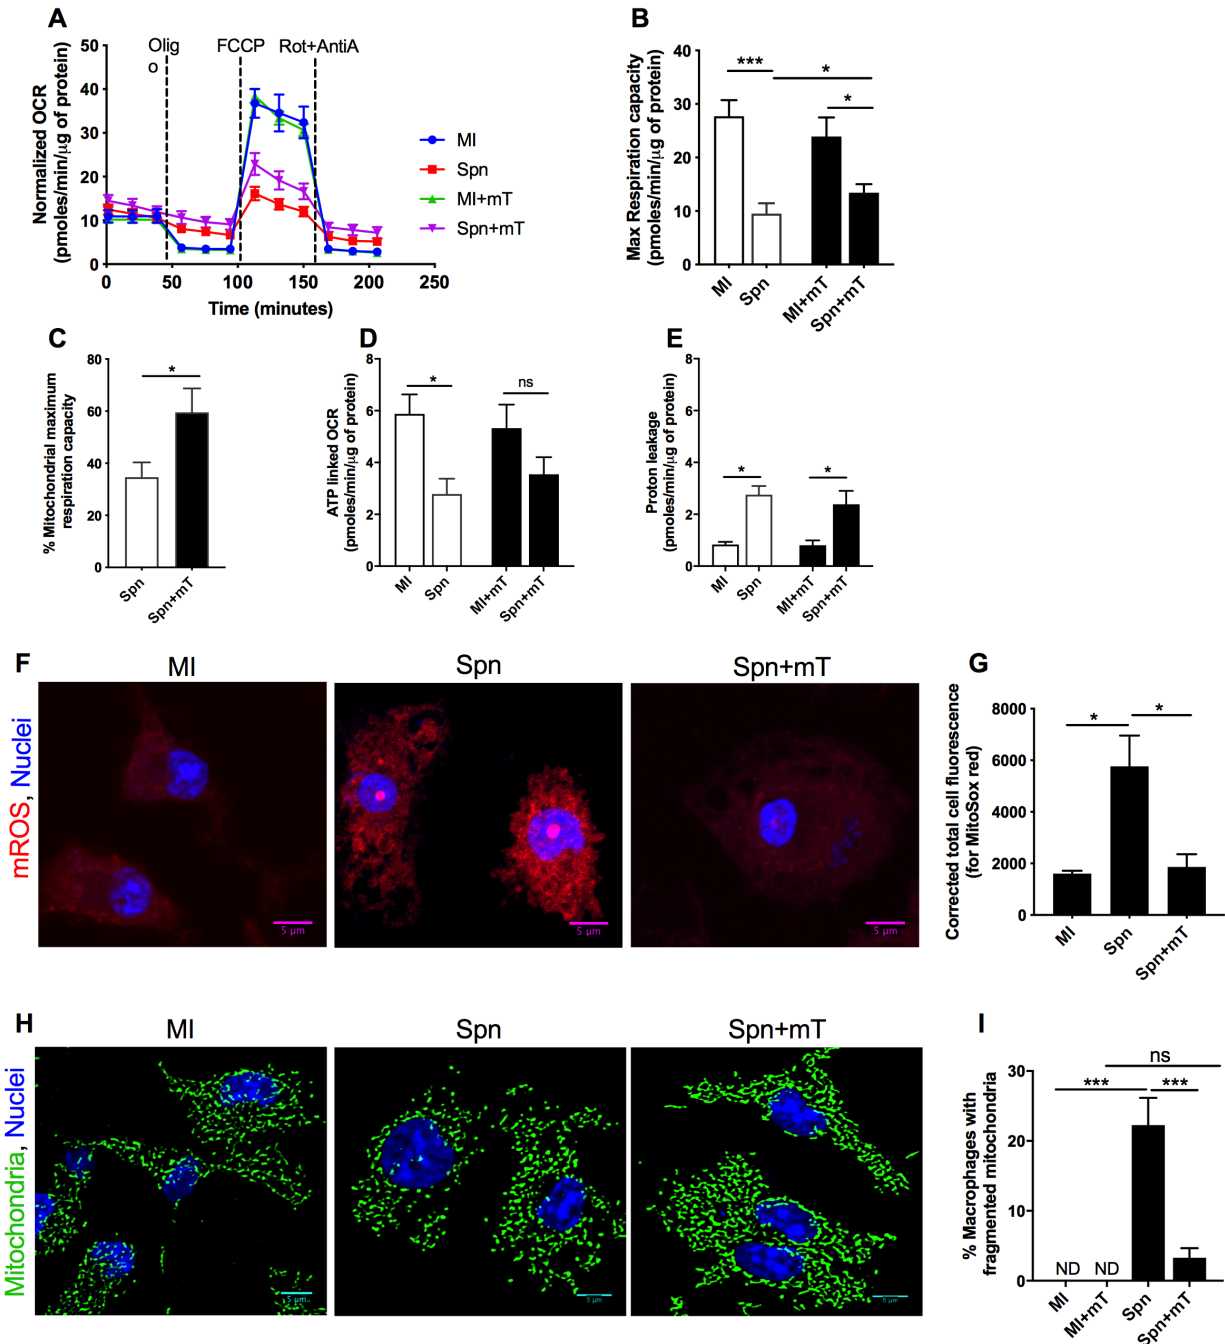 A
Normalized OCR
(pmoles/min/µg of protein)
50
40
30
20
10
0
0
50
100
150
200
250
Time (minutes)
Olig
o
FCCP
Rot+AntiA
MI
Spn
MI+mT
Spn+mT
B
Max Respiration capacity
(pmoles/min/µg of protein)
40
30
20
10
0
***
*
*
MI
Spn
MI+mT
Spn+mT
C
% Mitochondrial maximum
respiration capacity
80
60
40
20
0
*
Spn
Spn+mT
D
ATP linked OCR
(pmoles/min/µg of protein)
8
6
4
2
0
*
ns
MI
Spn
MI+mT
Spn+mT
E
Proton leakage
(pmoles/min/µg of protein)
8
6
4
2
0
*
*
MI
Spn
MI+mT
Spn+mT
F
mROS, Nuclei
MI
Spn
Spn+mT
5 µm
5 µm
5 µm
G
Corrected total cell fluorescence
(for MitoSox red)
8000
6000
4000
2000
0
*
*
MI
Spn
Spn+mT
H
Mitochondria, Nuclei
MI
Spn
Spn+mT
5 µm
5 µm
5 µm
I
% Macrophages with
fragmented mitochondria
30
20
10
0
ns
***
***
ND
ND
MI
MI+mT
Spn
Spn+mT